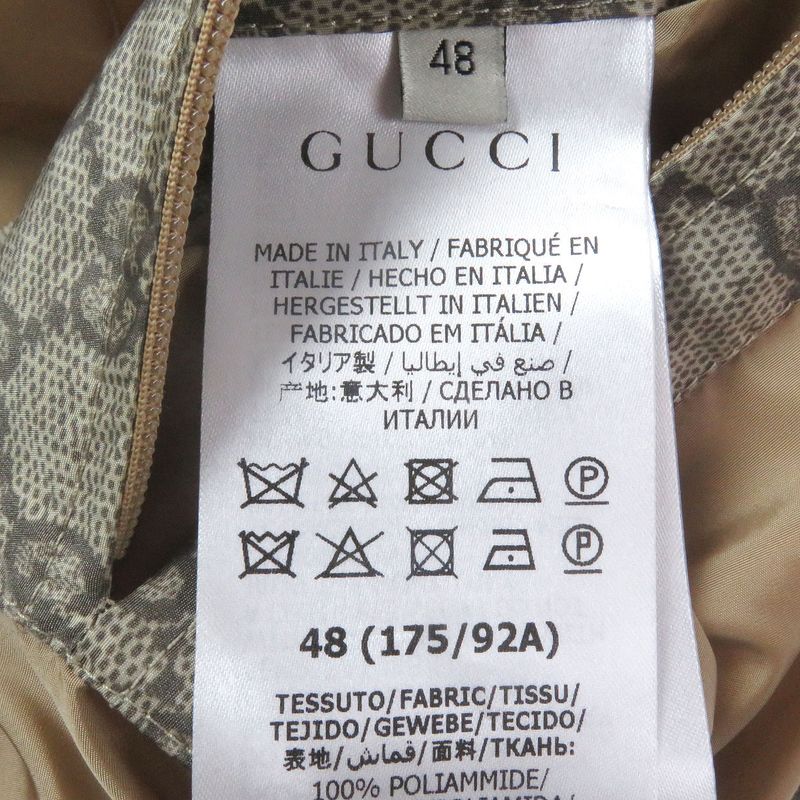 48
GUCCI
MADE IN ITALY / FABRIQUÉ EN
ITALIE / HECHO EN ITALIA /
HERGESTELLT IN ITALIEN /
FABRICADO EM ITÁLIA /
イタリア製 / صنع في إيطاليا /
产地:意大利 / СДЕЛАНО В
ИТАЛИИ
P
P
48 (175/92A)
TESSUTO/FABRIC/TISSU/
TEJIDO/GEWEBE/TECIDO/
表地/قماش/面料/ТКАНЬ:
100% POLIAMMIDE/